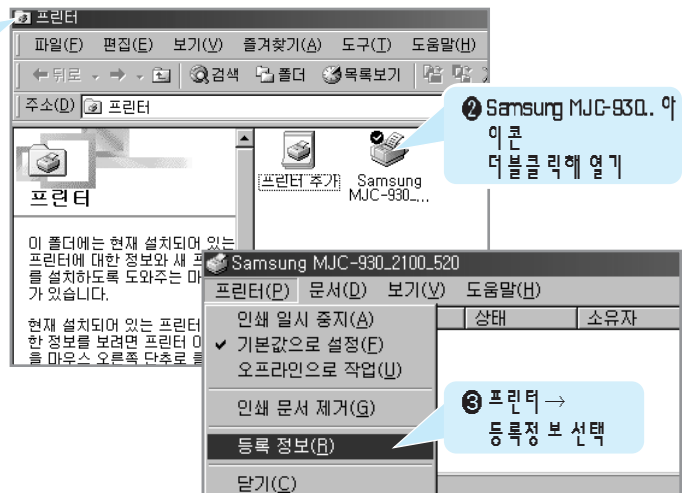 프린터
파일(F) 편집(E) 보기(V) 즐겨찾기(A) 도구(T) 도움말(H)
뒤로 검색 폴더 목록보기
주소(D) 프린터
❷ Samsung MJC-930.. 아
이콘
더블클릭해 열기
프린터
프린터 추가
Samsung
MJC-930_...
이 폴더에는 현재 설치되어 있는
프린터에 대한 정보와 새 프
를 설치하도록 도와주는 마
가 있습니다.
현재 설치되어 있는 프린터
한 정보를 보려면 프린터 아
을 마우스 오른쪽 단추로 클
Samsung MJC-930_2100_520
프린터(P) 문서(D) 보기(V) 도움말(H)
상태 소유자
인쇄 일시 중지(A)
기본값으로 설정(F)
오프라인으로 작업(U)
인쇄 문서 제거(G)
등록 정보(R)
닫기(C)
❸ 프린터 →
등록정보 선택